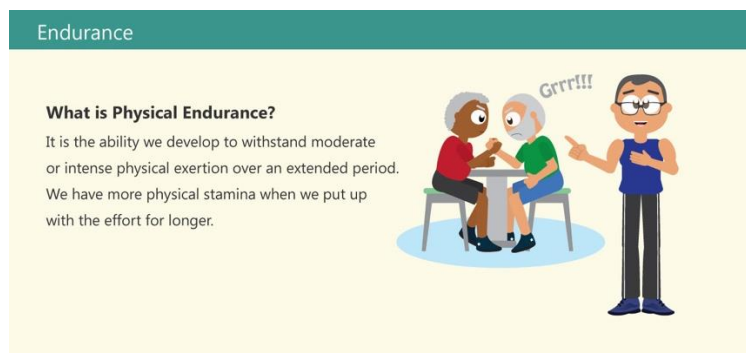 Endurance
What is Physical Endurance?
It is the ability we develop to withstand moderate
or intense physical exertion over an extended period.
We have more physical stamina when we put up
with the effort for longer.
Grrr!!!